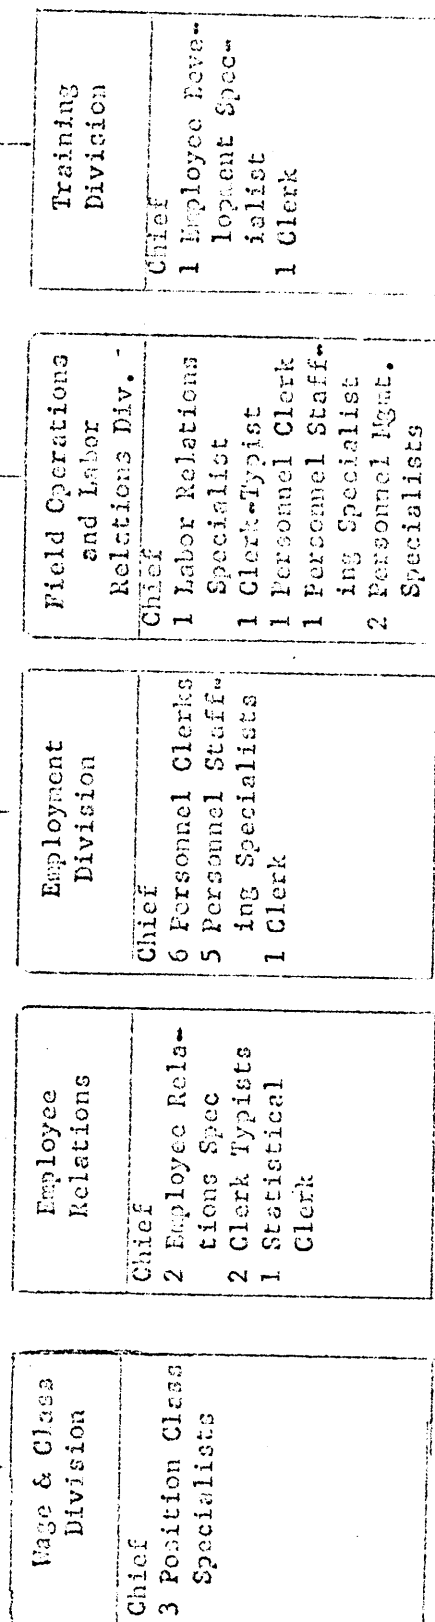 Wage & Class
Division
Chief
3 Position Class
Specialists
Employee
Relations
Chief
2 Employee Rela-
tions Spec
2 Clerk Typists
1 Statistical
Clerk
Employment
Division
Chief
6 Personnel Clerks
5 Personnel Staff-
ing Specialists
1 Clerk
Field Operations
and Labor
Relations Div.
Chief
1 Labor Relations
Specialist
1 Clerk-Typist
1 Personnel Clerk
1 Personnel Staff-
ing Specialist
2 Personnel Mgmt.
Specialists
Training
Division
Chief
1 Employee Deve-
lopment Spec-
ialist
1 Clerk